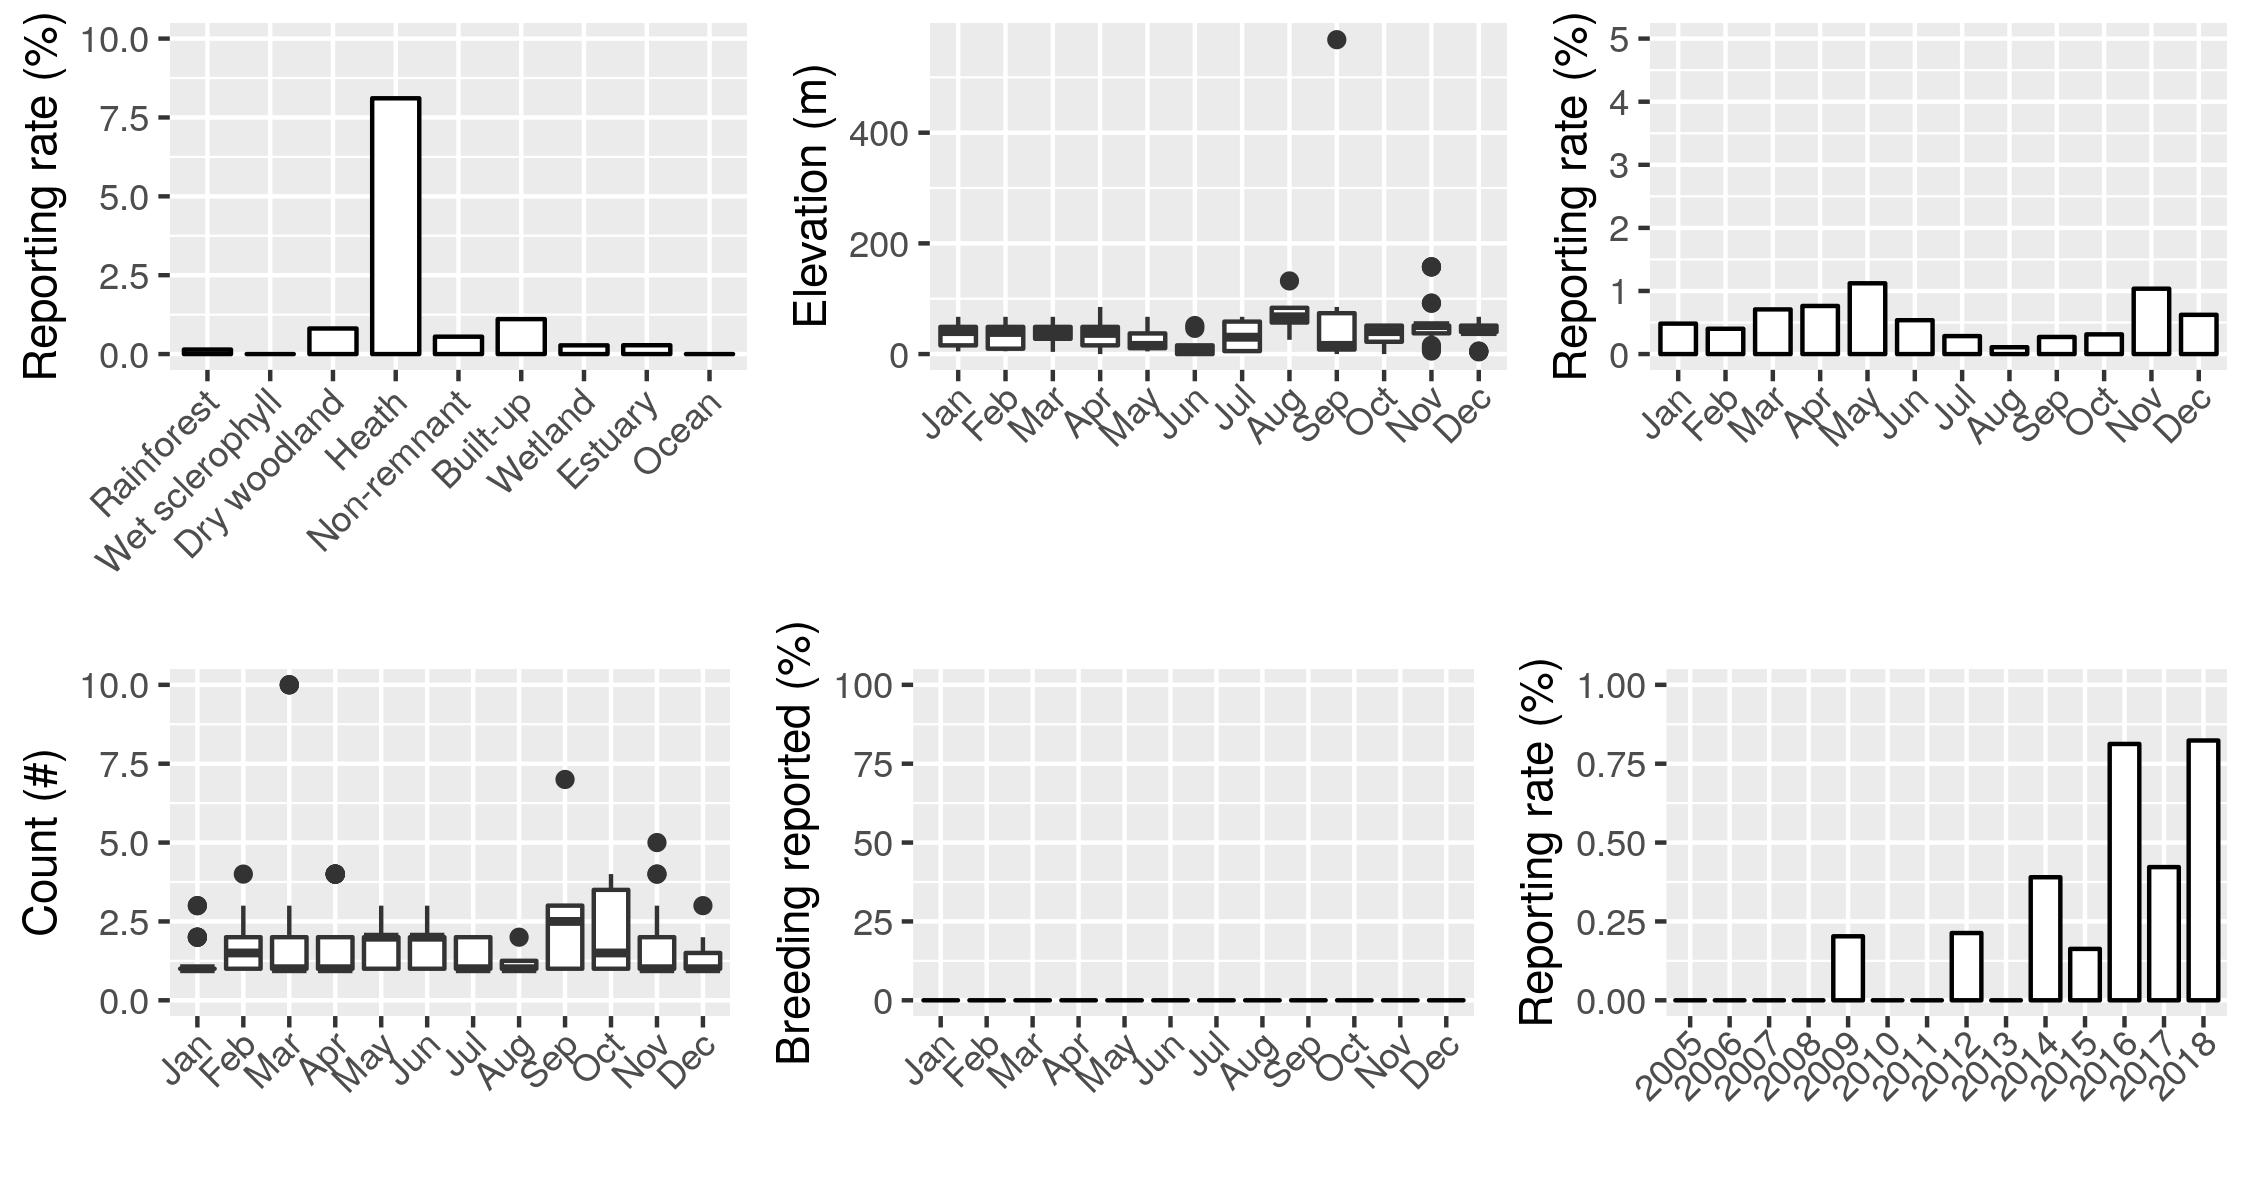 Reporting rate (%)
10.0
7.5
5.0
2.5
0.0
Rainforest
Wet sclerophyll
Dry woodland
Heath
Non-remnant
Built-up
Wetland
Estuary
Ocean
Elevation (m)
400
200
0
Jan
Feb
Mar
Apr
May
Jun
Jul
Aug
Sep
Oct
Nov
Dec
Reporting rate (%)
5
4
3
2
1
0
Jan
Feb
Mar
Apr
May
Jun
Jul
Aug
Sep
Oct
Nov
Dec
Count (#)
10.0
7.5
5.0
2.5
0.0
Jan
Feb
Mar
Apr
May
Jun
Jul
Aug
Sep
Oct
Nov
Dec
Breeding reported (%)
100
75
50
25
0
Jan
Feb
Mar
Apr
May
Jun
Jul
Aug
Sep
Oct
Nov
Dec
Reporting rate (%)
1.00
0.75
0.50
0.25
0.00
2005
2006
2007
2008
2009
2010
2011
2012
2013
2014
2015
2016
2017
2018